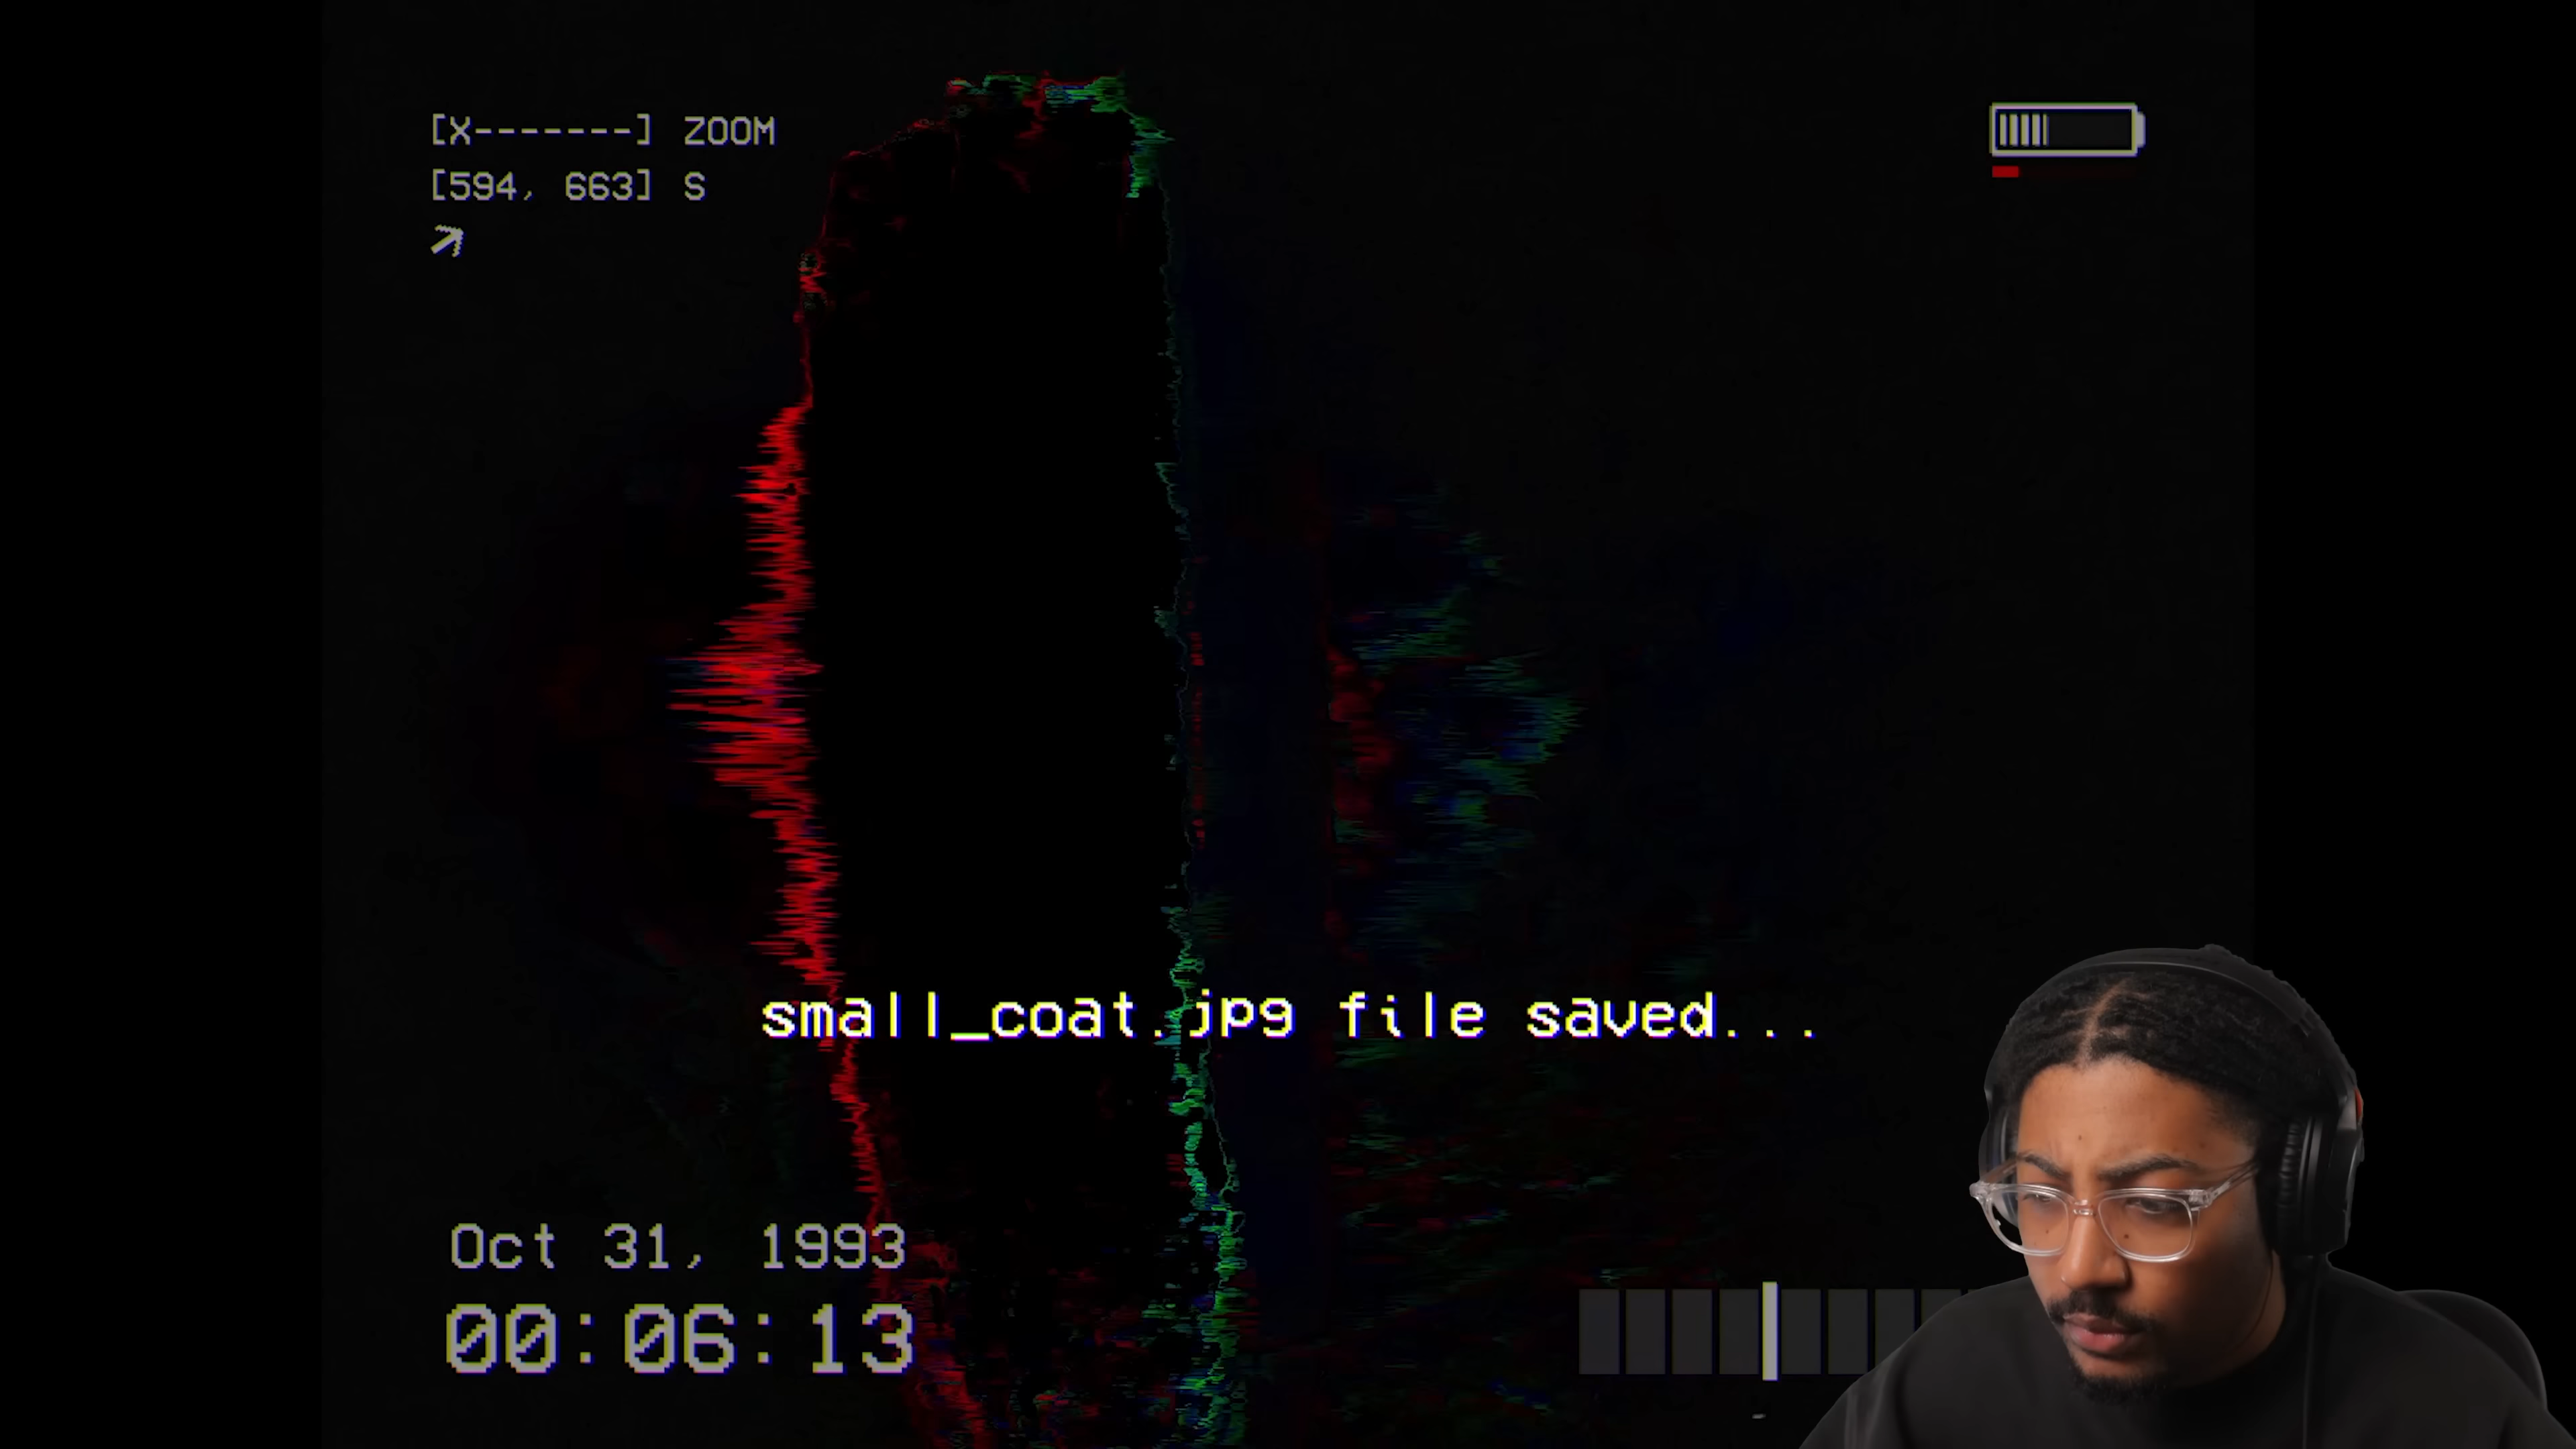 [X-------] ZOOM
[594, 663] S
small_coat.jpg file saved...
Oct 31, 1993
00:06:13